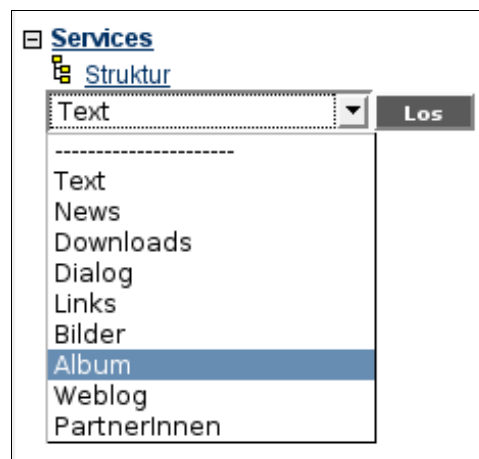 Services
Struktur
Text Los
----------------------
Text
News
Downloads
Dialog
Links
Bilder
Album
Weblog
PartnerInnen